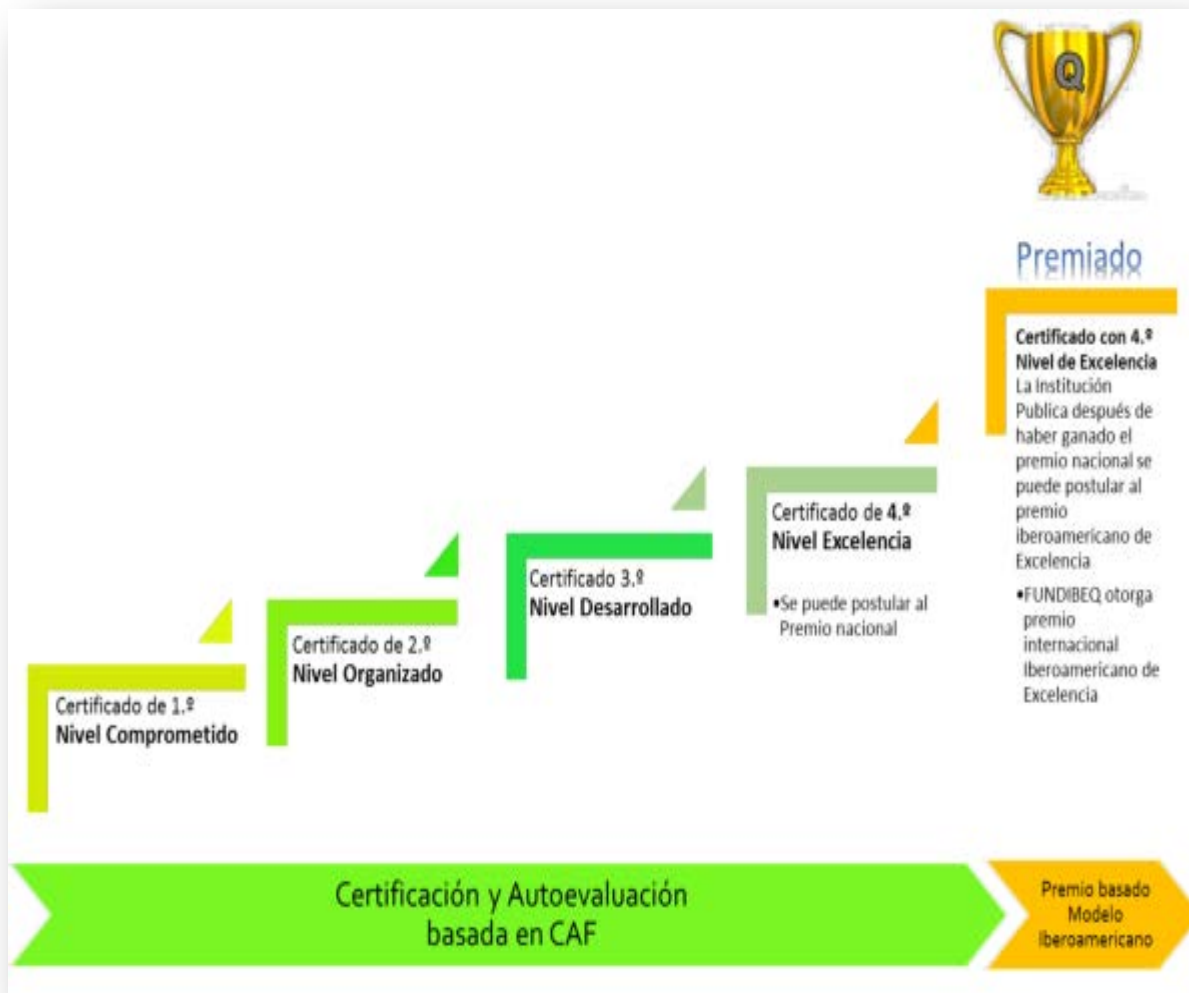 Q
Premiado
Certificado con 4.º
Nivel de Excelencia
La Institución
Publica después de
haber ganado el
premio nacional se
puede postular al
premio
iberoamericano de
Excelencia
•FUNDIBEQ otorga
premio
internacional
Iberoamericano de
Excelencia
Certificado de 4.º
Nivel Excelencia
•Se puede postular al
Premio nacional
Certificado 3.º
Nivel Desarrollado
Certificado de 2.º
Nivel Organizado
Certificado de 1.º
Nivel Comprometido
Certificación y Autoevaluación
basada en CAF
Premio basado
Modelo
Iberoamericano